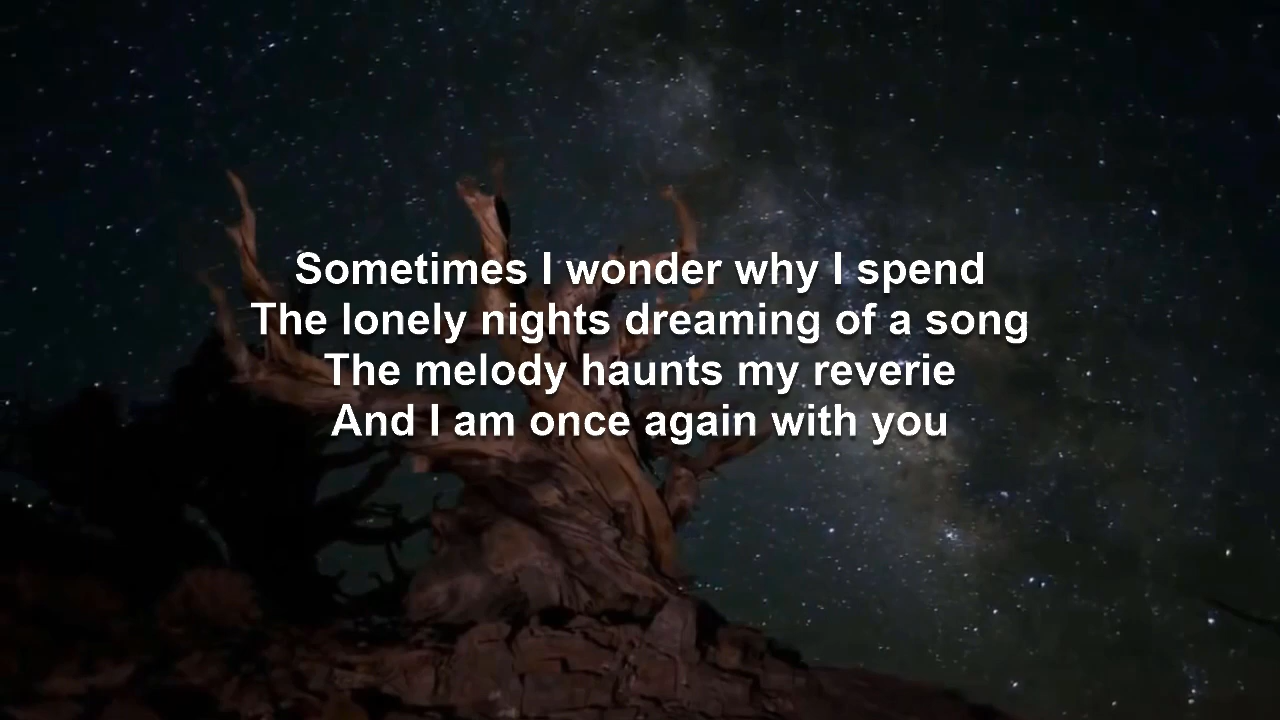 Sometimes I wonder why I spend
The lonely nights dreaming of a song
The melody haunts my reverie
And I am once again with you